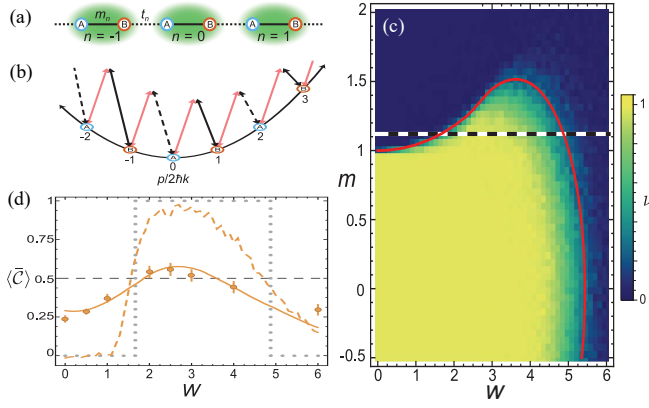 (a)
m_n t_n
A B A B A B
n = -1 n = 0 n = 1
(b)
-2 A
-1 B
0 A
1 B
2 A
3 B
p/2ħk
(c)
2
1.5
1
0.5
0
-0.5
m
0 1 2 3 4 5 6
W
1
ν
0
(d)
1
0.75
0.5
0.25
0
⟨C̅⟩
0 1 2 3 4 5 6
W